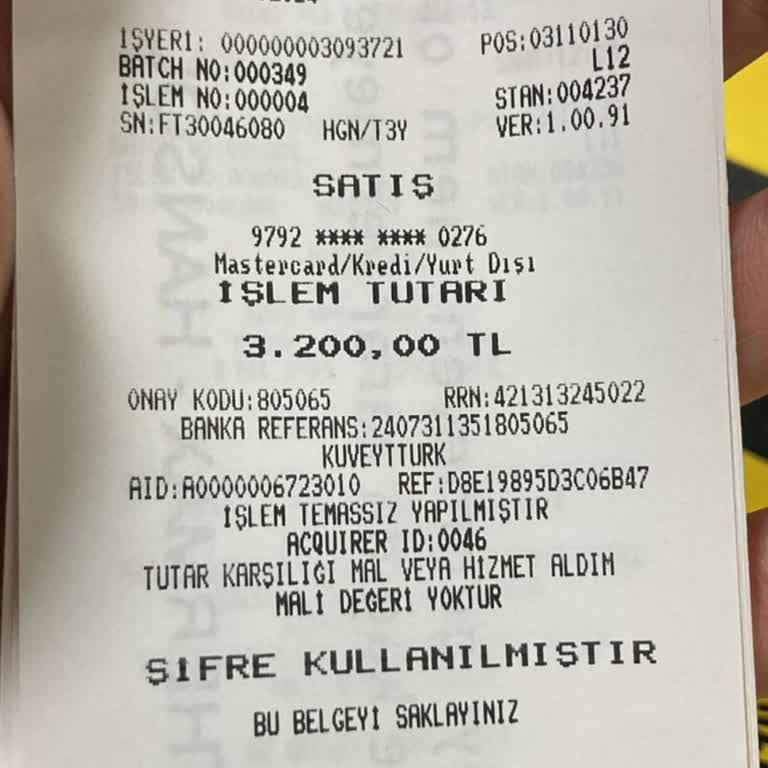 İŞYERİ: 000000003093721 POS:03110130
BATCH NO:000349 L12
İŞLEM NO:000004 STAN:004237
SN:FT30046080 HGN/T3Y VER:1.00.91
SATIŞ
9792 **** **** 0276
Mastercard/Kredi/Yurt Dışı
İŞLEM TUTARI
3.200,00 TL
ONAY KODU:805065 RRN:421313245022
BANKA REFERANS:2407311351805065
KUVEYTTURK
AID:A0000006723010 REF:D8E19895D3C06B47
İŞLEM TEMASSIZ YAPILMIŞTIR
ACQUIRER ID:0046
TUTAR KARŞILIĞI MAL VEYA HİZMET ALDIM
MALİ DEĞERİ YOKTUR
ŞİFRE KULLANILMIŞTIR
BU BELGEYİ SAKLAYINIZ